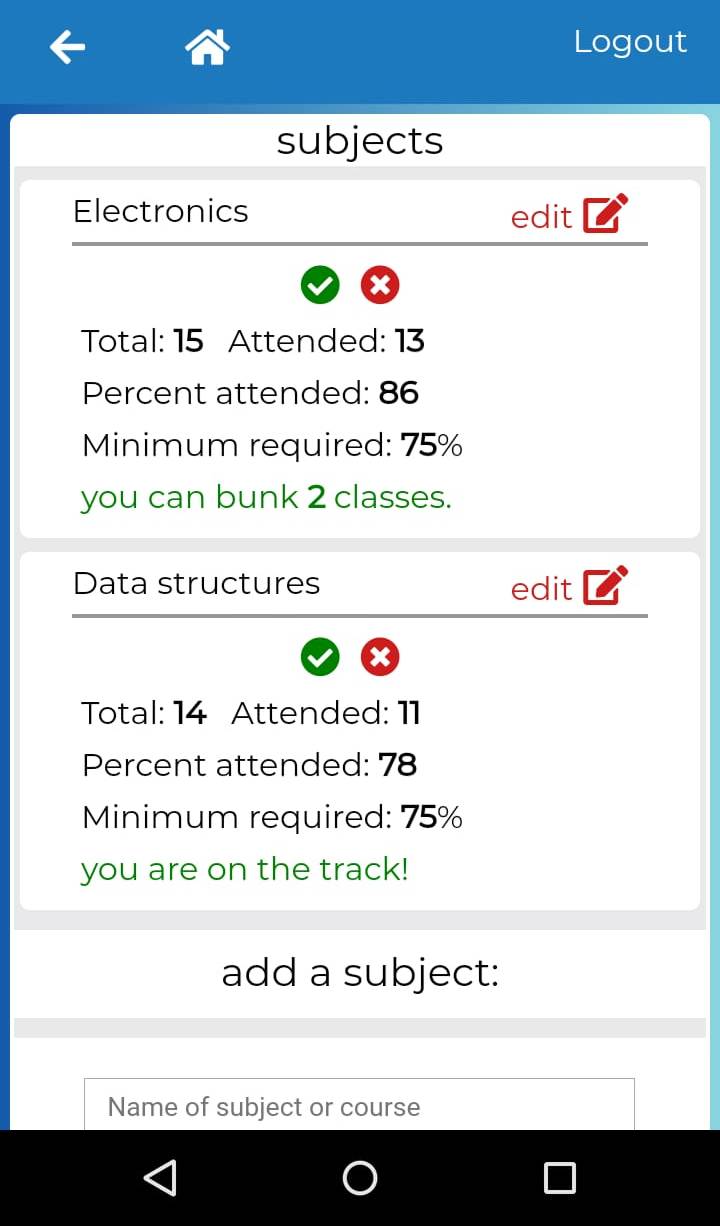 Logout
subjects
Electronics edit
Total: 15 Attended: 13
Percent attended: 86
Minimum required: 75%
you can bunk 2 classes.
Data structures edit
Total: 14 Attended: 11
Percent attended: 78
Minimum required: 75%
you are on the track!
add a subject:
Name of subject or course